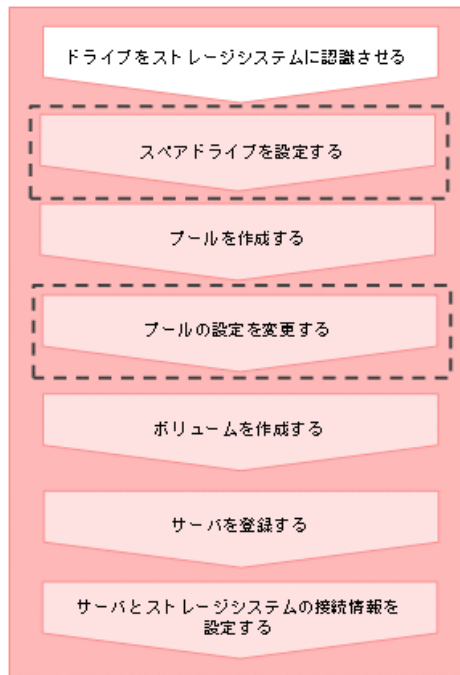 ドライブをストレージシステムに認識させる
スペアドライブを設定する
プールを作成する
プールの設定を変更する
ボリュームを作成する
サーバを登録する
サーバとストレージシステムの接続情報を
設定する